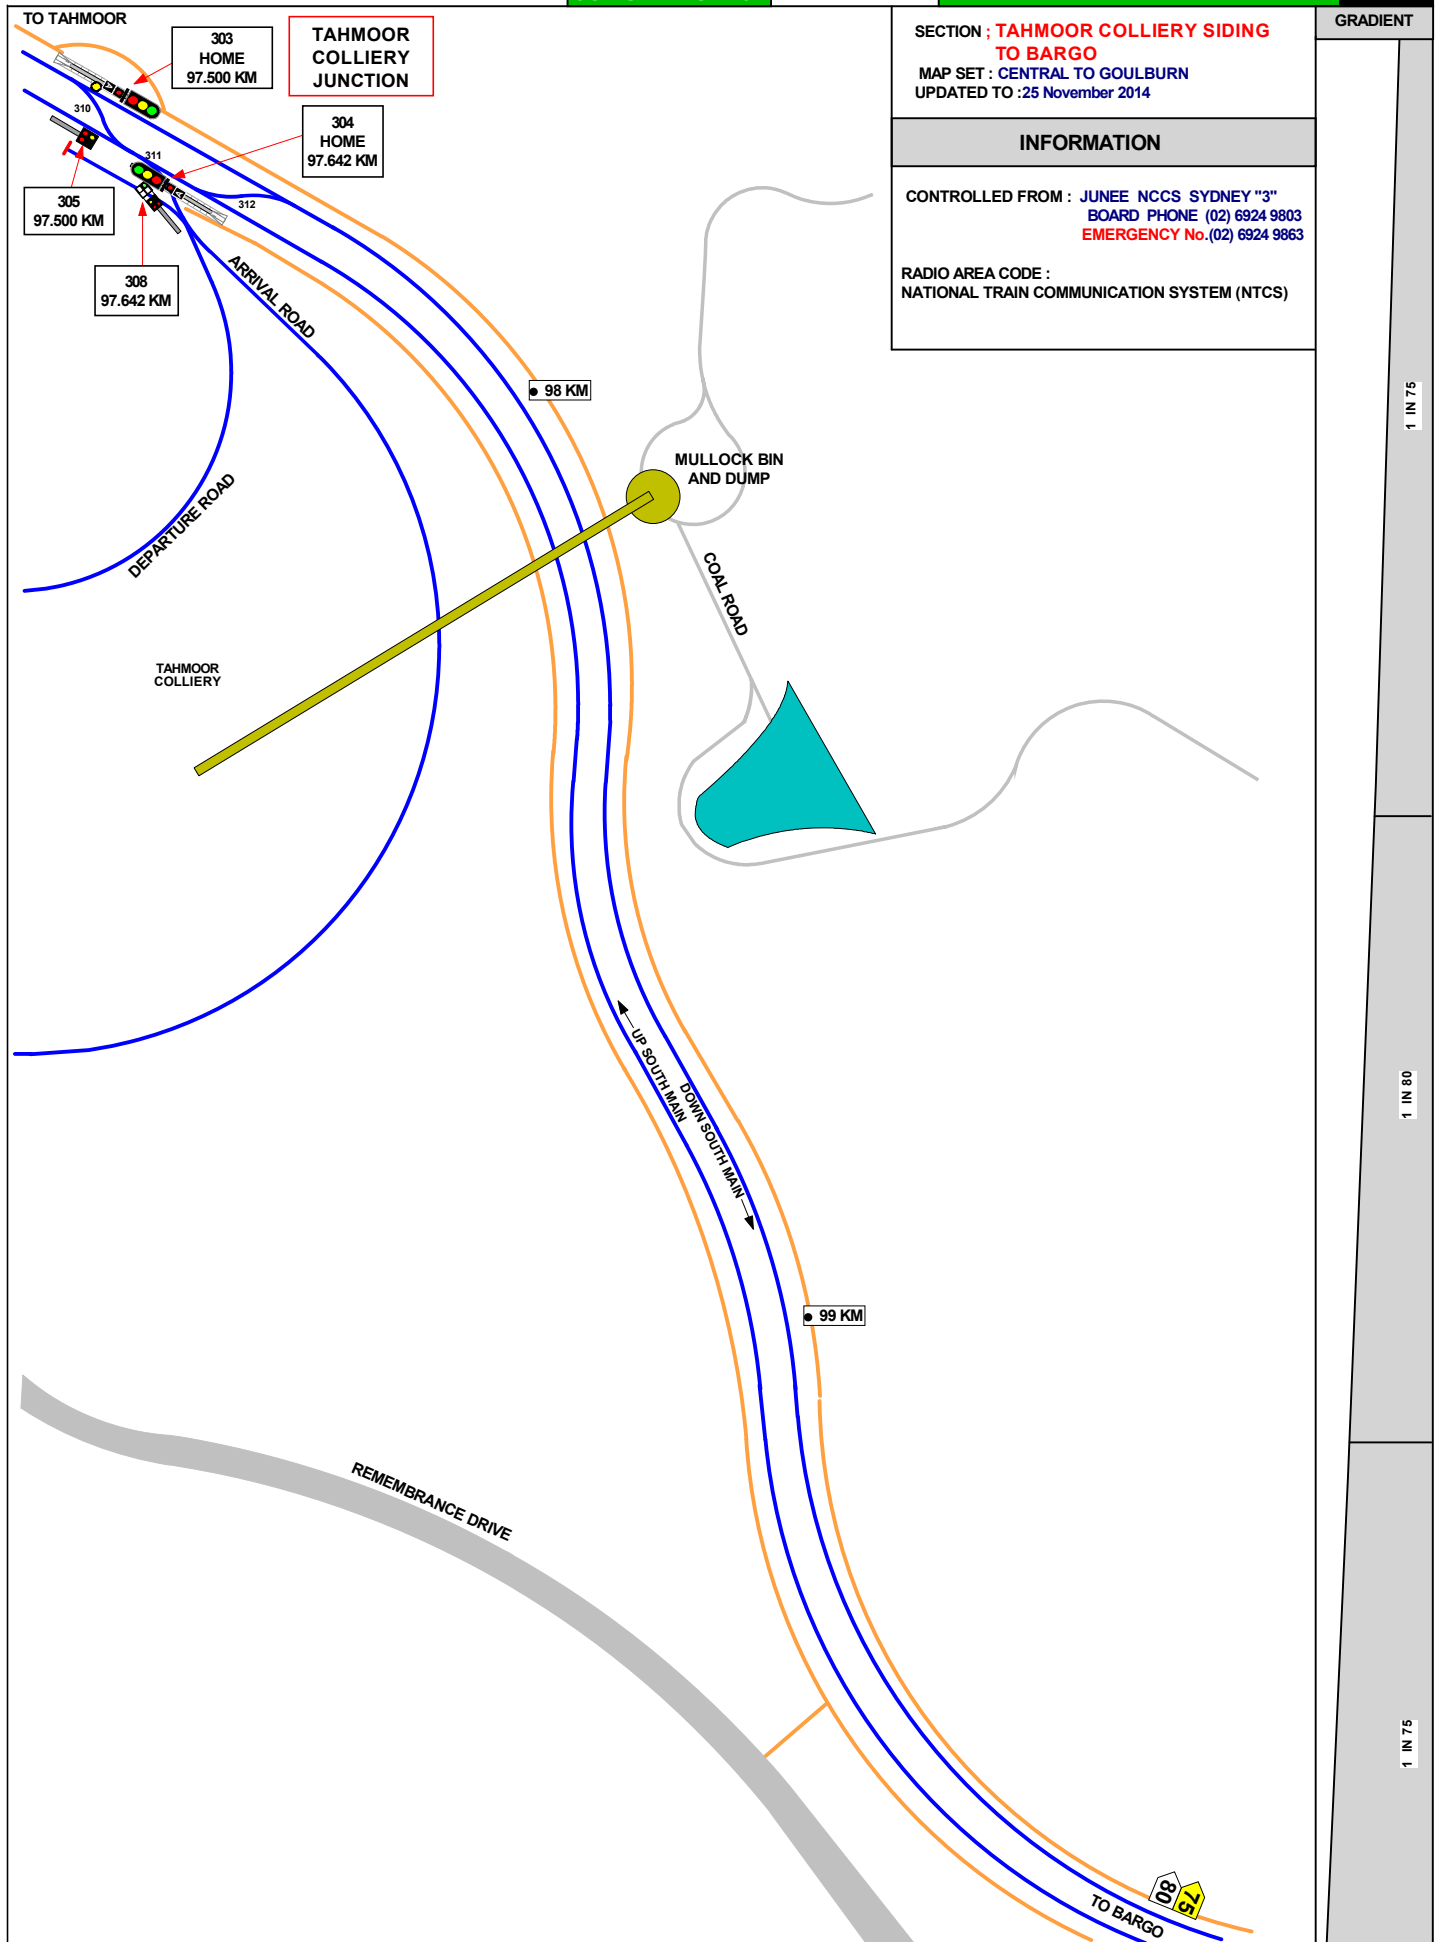 TO TAHMOOR
303
HOME
97.500 KM
TAHMOOR
COLLIERY
JUNCTION
304
HOME
97.642 KM
310
311
312
305
97.500 KM
308
97.642 KM
ARRIVAL ROAD
DEPARTURE ROAD
SECTION ; TAHMOOR COLLIERY SIDING
TO BARGO
MAP SET : CENTRAL TO GOULBURN
UPDATED TO :25 November 2014
INFORMATION
CONTROLLED FROM : JUNEE NCCS SYDNEY "3"
BOARD PHONE (02) 6924 9803
EMERGENCY No.(02) 6924 9863
RADIO AREA CODE :
NATIONAL TRAIN COMMUNICATION SYSTEM (NTCS)
GRADIENT
1 IN 75
98 KM
MULLOCK BIN
AND DUMP
COAL ROAD
TAHMOOR
COLLIERY
UP SOUTH MAIN
DOWN SOUTH MAIN
1 IN 80
99 KM
REMEMBRANCE DRIVE
1 IN 75
80
75
TO BARGO